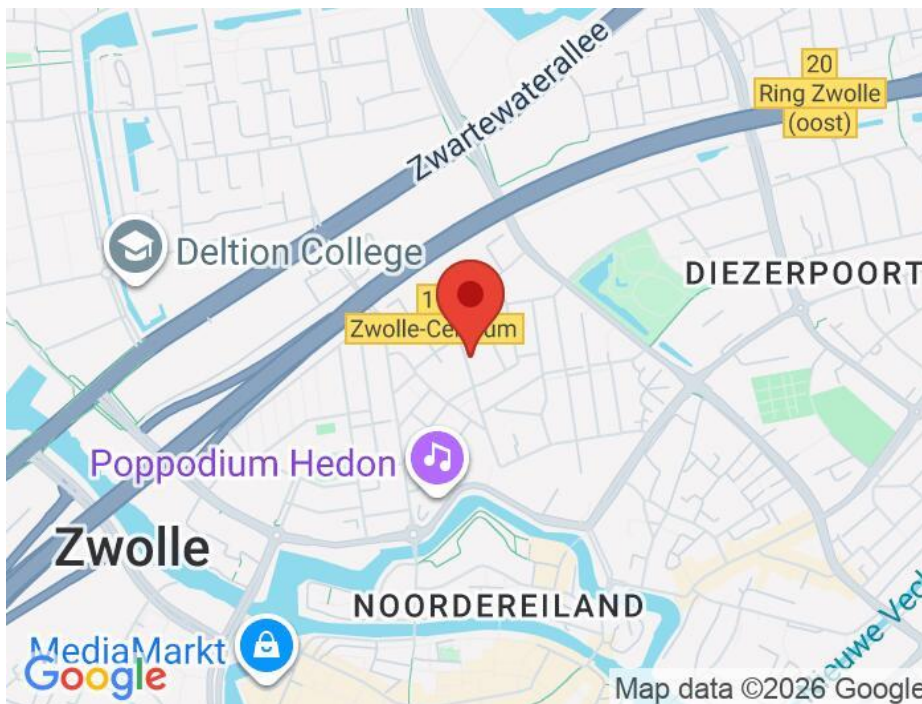 Zwartewaterallee
20
Ring Zwolle
(oost)
Deltion College
DIEZERPOORT
Poppodium Hedon
Zwolle
NOORDEREILAND
MediaMarkt
Google
Map data ©2026 Google